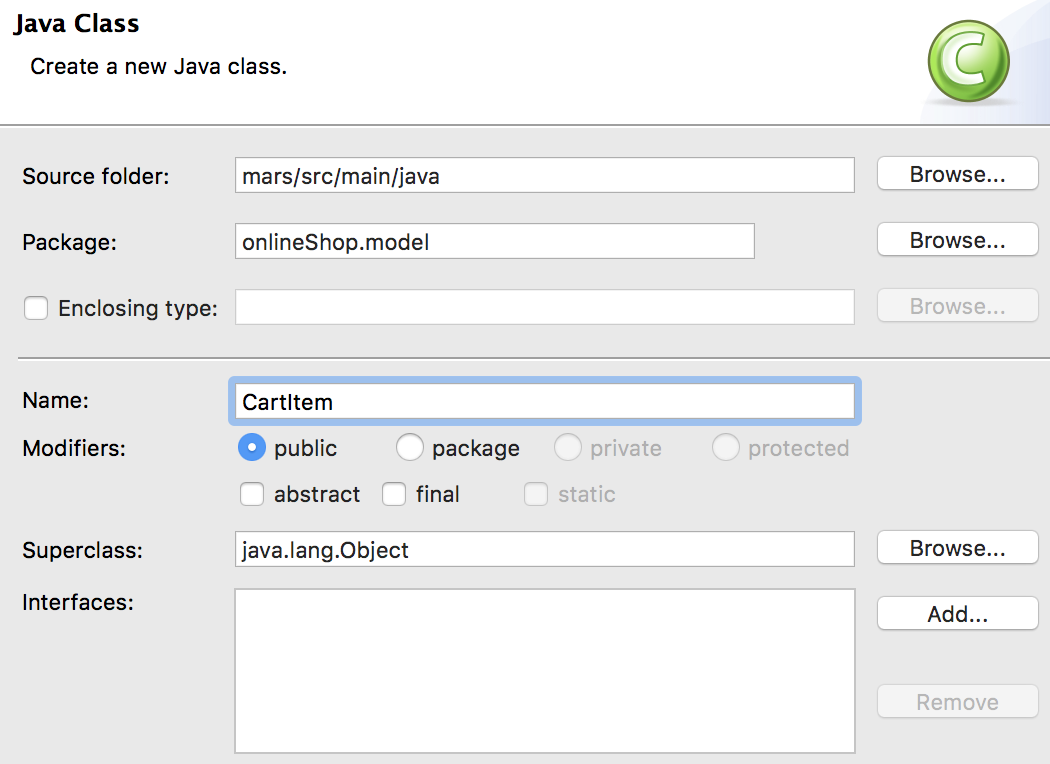 Java Class
Create a new Java class.
C
Source folder: mars/src/main/java Browse...
Package: onlineShop.model Browse...
Enclosing type: Browse...
Name: CartItem
Modifiers: public package private protected
abstract final static
Superclass: java.lang.Object Browse...
Interfaces: Add...
Remove